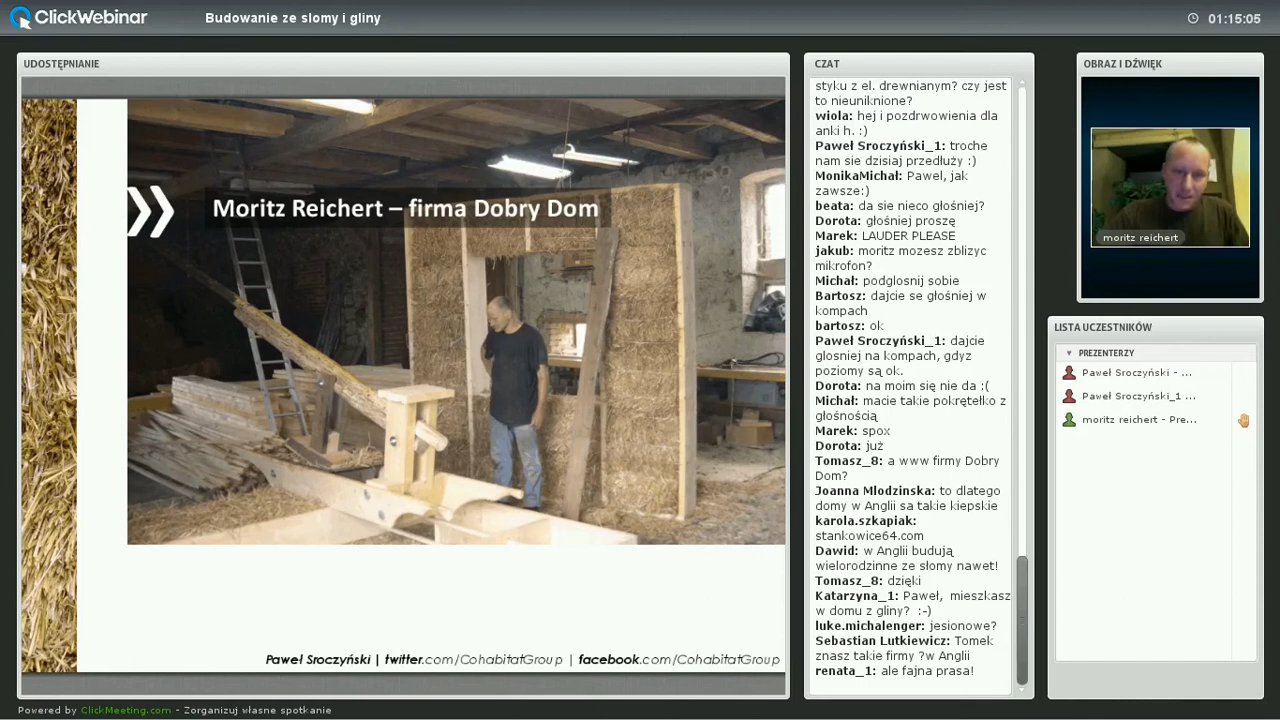 ClickWebinar
Budowanie ze slomy i gliny
01:15:05
UDOSTĘPNIANIE
Moritz Reichert – firma Dobry Dom
Paweł Sroczyński | twitter.com/CohabitatGroup | facebook.com/CohabitatGroup
CZAT
styku z el. drewnianym? czy jest
to nieuniknione?
wiola: hej i pozdrwowienia dla
anki h. :)
Paweł Sroczyński_1: troche
nam sie dzisiaj przedłuży :)
MonikaMichał: Pawel, jak
zawsze:)
beata: da sie nieco głośniej?
Dorota: głośniej proszę
Marek: LAUDER PLEASE
jakub: moritz mozesz zblizyc
mikrofon?
Michał: podglosnij sobie
Bartosz: dajcie se głośniej w
kompach
bartosz: ok
Paweł Sroczyński_1: dajcie
glosniej na kompach, gdyz
poziomy są ok.
Dorota: na moim się nie da :(
Michał: macie takie pokrętełko z
głośnością
Marek: spox
Dorota: już
Tomasz_8: a www firmy Dobry
Dom?
Joanna Mlodzinska: to dlatego
domy w Anglii sa takie kiepskie
karola.szkapiak:
stankowice64.com
Dawid: w Anglii budują
wielorodzinne ze słomy nawet!
Tomasz_8: dzięki
Katarzyna_1: Paweł, mieszkasz
w domu z gliny? :-)
luke.michalenger: jesionowe?
Sebastian Lutkiewicz: Tomek
znasz takie firmy ?w Anglii
renata_1: ale fajna prasa!
OBRAZ I DŹWIĘK
moritz reichert
LISTA UCZESTNIKÓW
PREZENTERZY
Paweł Sroczyński - ...
Paweł Sroczyński_1 ...
moritz reichert - Pre...
Powered by ClickMeeting.com - Zorganizuj własne spotkanie